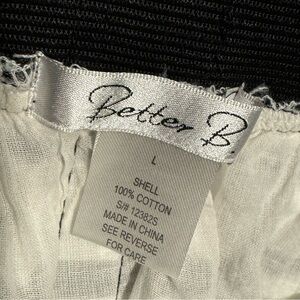 Better B
L
SHELL
100% COTTON
S/# 12382S
MADE IN CHINA
SEE REVERSE
FOR CARE